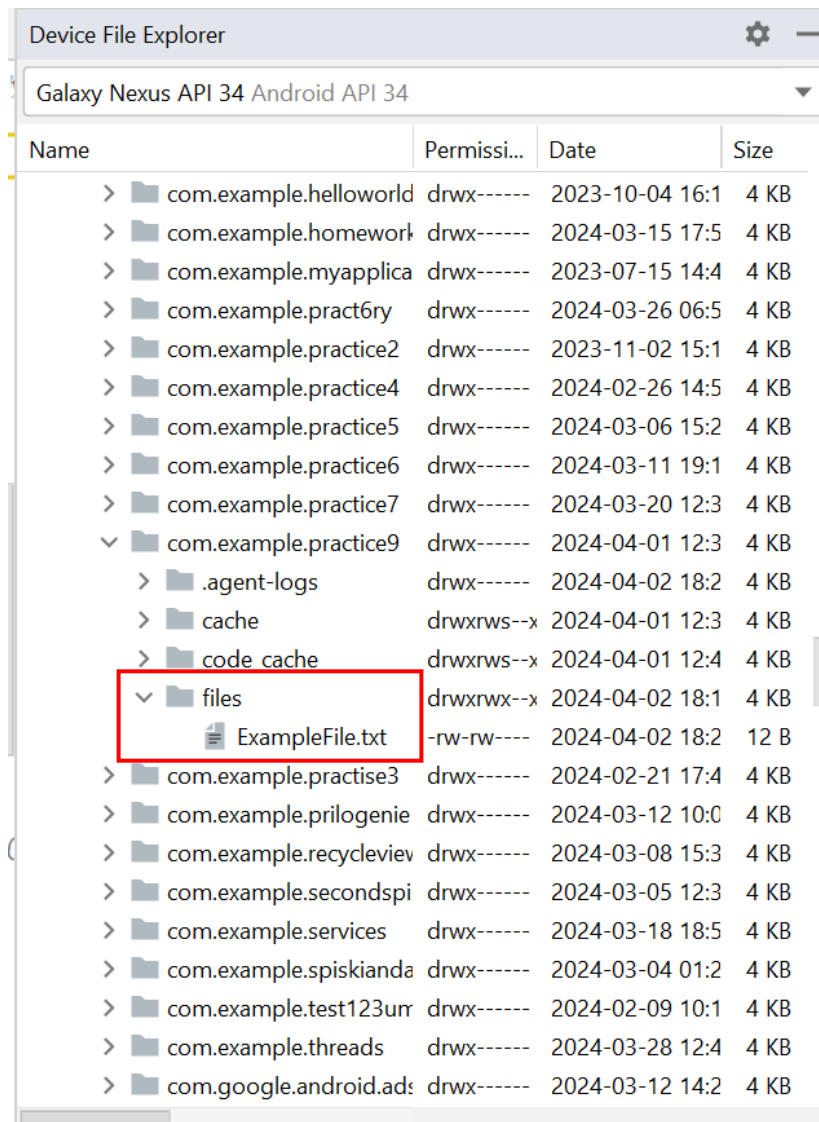 Device File Explorer
Galaxy Nexus API 34 Android API 34
Name Permissi... Date Size
com.example.helloworld drwx------ 2023-10-04 16:1 4 KB
com.example.homework drwx------ 2024-03-15 17:5 4 KB
com.example.myapplica drwx------ 2023-07-15 14:4 4 KB
com.example.pract6ry drwx------ 2024-03-26 06:5 4 KB
com.example.practice2 drwx------ 2023-11-02 15:1 4 KB
com.example.practice4 drwx------ 2024-02-26 14:5 4 KB
com.example.practice5 drwx------ 2024-03-06 15:2 4 KB
com.example.practice6 drwx------ 2024-03-11 19:1 4 KB
com.example.practice7 drwx------ 2024-03-20 12:3 4 KB
com.example.practice9 drwx------ 2024-04-01 12:3 4 KB
.agent-logs drwx------ 2024-04-02 18:2 4 KB
cache drwxrws--x 2024-04-01 12:3 4 KB
code_cache drwxrws--x 2024-04-01 12:4 4 KB
files drwxrwx--x 2024-04-02 18:1 4 KB
ExampleFile.txt -rw-rw---- 2024-04-02 18:2 12 B
com.example.practise3 drwx------ 2024-02-21 17:4 4 KB
com.example.prilogenie drwx------ 2024-03-12 10:0 4 KB
com.example.recycleview drwx------ 2024-03-08 15:3 4 KB
com.example.secondspi drwx------ 2024-03-05 12:3 4 KB
com.example.services drwx------ 2024-03-18 18:5 4 KB
com.example.spiskianda drwx------ 2024-03-04 01:2 4 KB
com.example.test123um drwx------ 2024-02-09 10:1 4 KB
com.example.threads drwx------ 2024-03-28 12:4 4 KB
com.google.android.ads drwx------ 2024-03-12 14:2 4 KB